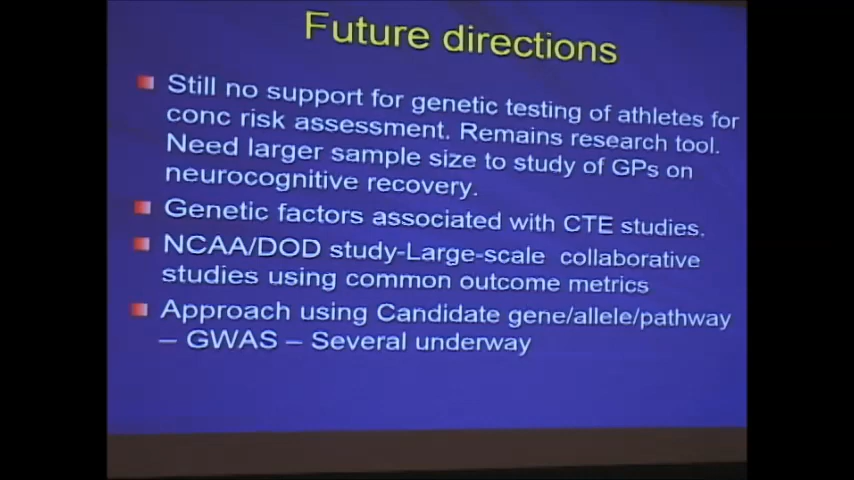 Future directions
Still no support for genetic testing of athletes for
conc risk assessment. Remains research tool.
Need larger sample size to study of GPs on
neurocognitive recovery.
Genetic factors associated with CTE studies.
NCAA/DOD study-Large-scale collaborative
studies using common outcome metrics
Approach using Candidate gene/allele/pathway
– GWAS – Several underway